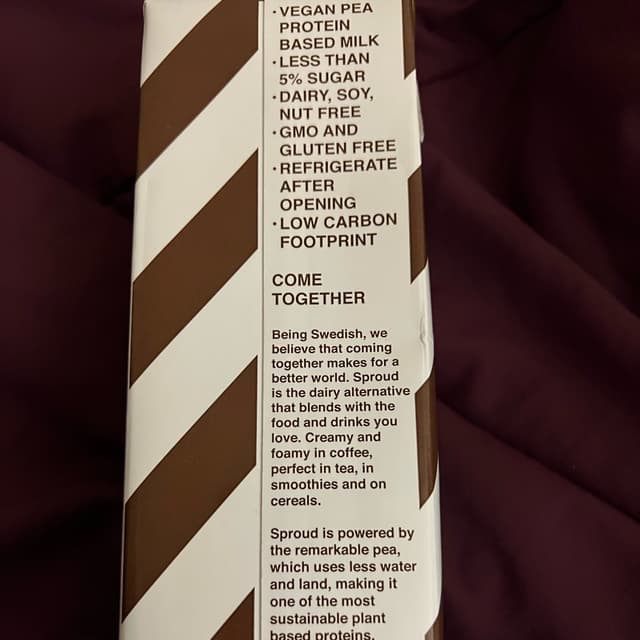 · VEGAN PEA
PROTEIN
BASED MILK
· LESS THAN
5% SUGAR
· DAIRY, SOY,
NUT FREE
· GMO AND
GLUTEN FREE
· REFRIGERATE
AFTER
OPENING
· LOW CARBON
FOOTPRINT
COME
TOGETHER
Being Swedish, we
believe that coming
together makes for a
better world. Sproud
is the dairy alternative
that blends with the
food and drinks you
love. Creamy and
foamy in coffee,
perfect in tea, in
smoothies and on
cereals.
Sproud is powered by
the remarkable pea,
which uses less water
and land, making it
one of the most
sustainable plant
based proteins.